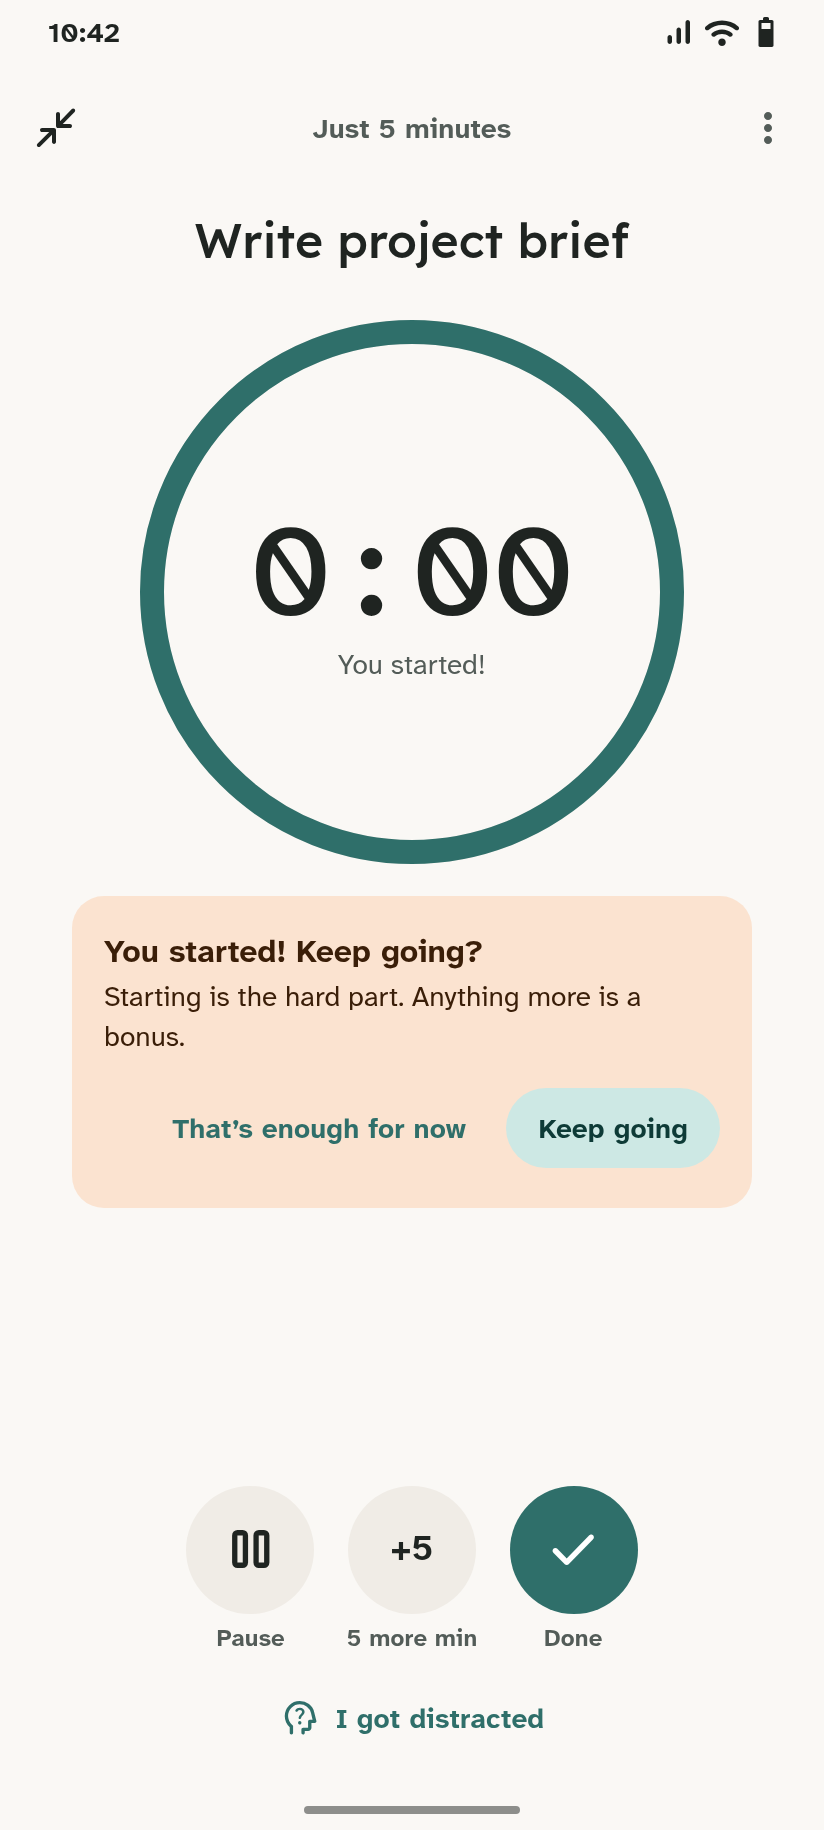 10:42
Just 5 minutes
Write project brief
0:00
You started!
You started! Keep going?
Starting is the hard part. Anything more is a
bonus.
That’s enough for now
Keep going
+5
Pause
5 more min
Done
I got distracted